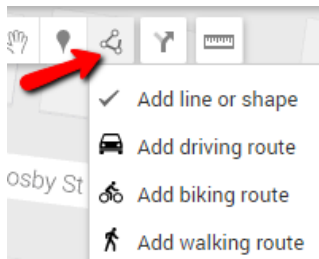 Add line or shape
Add driving route
osby St
Add biking route
Add walking route